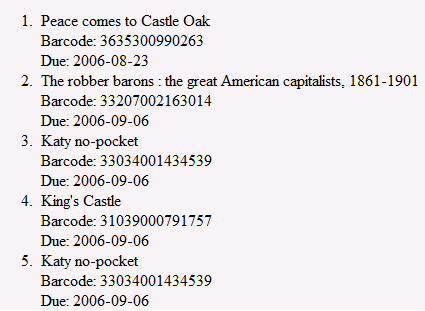 1. Peace comes to Castle Oak
Barcode: 3635300990263
Due: 2006-08-23
2. The robber barons : the great American capitalists, 1861-1901
Barcode: 33207002163014
Due: 2006-09-06
3. Katy no-pocket
Barcode: 33034001434539
Due: 2006-09-06
4. King's Castle
Barcode: 31039000791757
Due: 2006-09-06
5. Katy no-pocket
Barcode: 33034001434539
Due: 2006-09-06